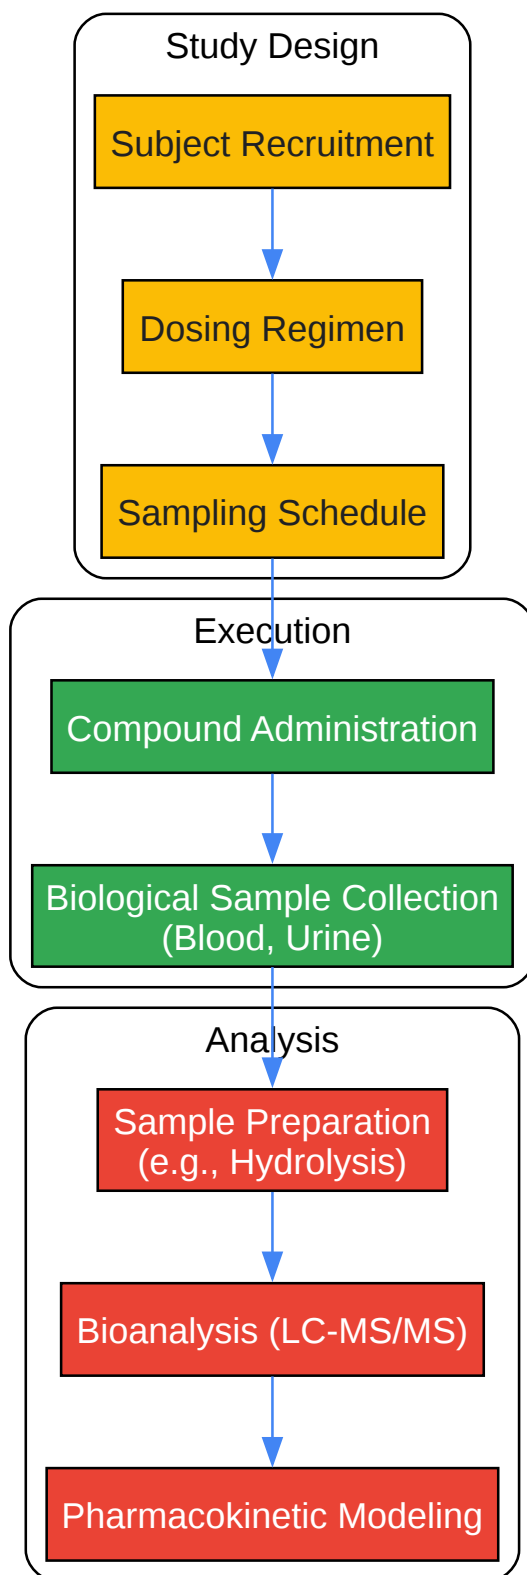 Study Design
Subject Recruitment
Dosing Regimen
Sampling Schedule
Execution
Compound Administration
Biological Sample Collection
(Blood, Urine)
Analysis
Sample Preparation
(e.g., Hydrolysis)
Bioanalysis (LC-MS/MS)
Pharmacokinetic Modeling